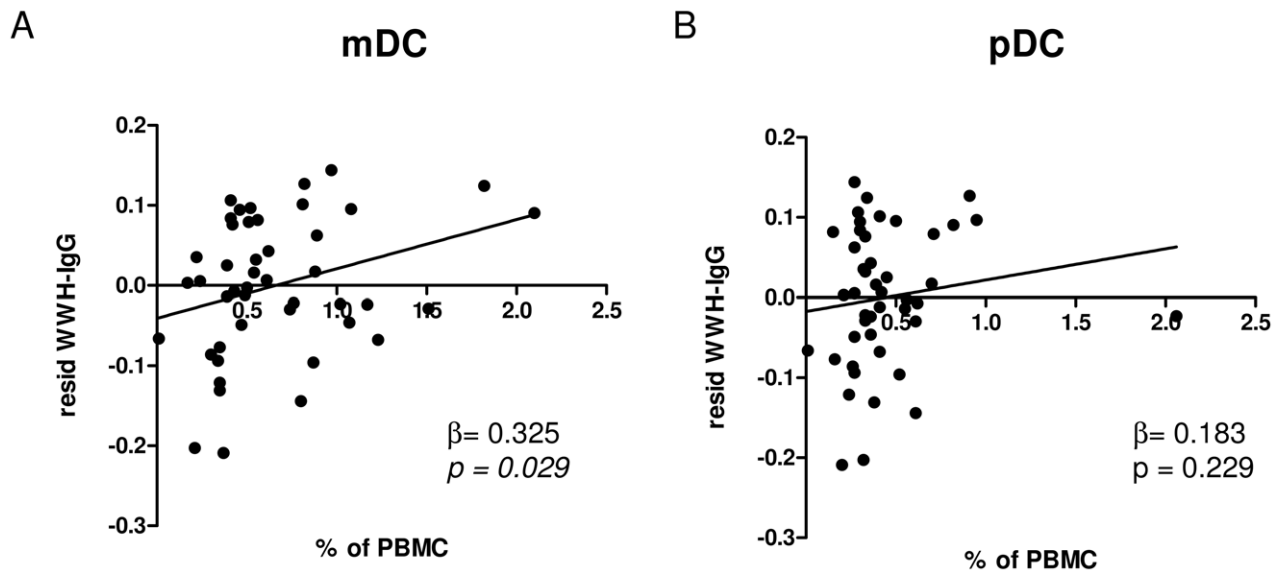 A
mDC
0.2
0.1
0.0
-0.1
-0.2
-0.3
0.5
1.0
1.5
2.0
2.5
resid WWH-IgG
β= 0.325
p = 0.029
% of PBMC
B
pDC
0.2
0.1
0.0
-0.1
-0.2
-0.3
0.5
1.0
1.5
2.0
2.5
resid WWH-IgG
β= 0.183
p = 0.229
% of PBMC